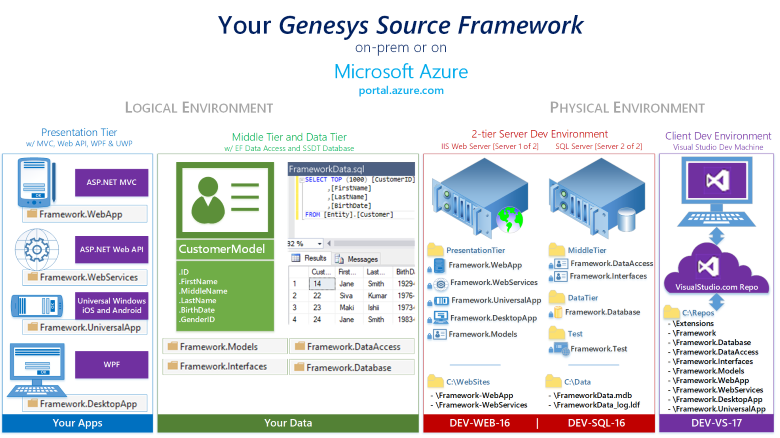 Your Genesys Source Framework
on-prem or on
Microsoft Azure
portal.azure.com
LOGICAL ENVIRONMENT
PHYSICAL ENVIRONMENT
Presentation Tier
w/ MVC, Web API, WPF & UWP
ASP.NET MVC
Framework.WebApp
ASP.NET Web API
Framework.WebServices
Universal Windows
iOS and Android
Framework.UniversalApp
WPF
Framework.DesktopApp
Your Apps
Middle Tier and Data Tier
w/ EF Data Access and SSDT Database
CustomerModel
.ID
.FirstName
.MiddleName
.LastName
.BirthDate
.GenderID
FrameworkData.sql
SELECT TOP (1000) [CustomerID]
,[FirstName]
,[LastName]
,[BirthDate]
FROM [Entity].[Customer]
82 %
Results Messages
Cust... First... Last... BirthD
1 14 Jane Smith 1929-
2 22 Siva Kumar 1976-
3 23 Maki Ishi 1973-
4 24 Jane Smith 1983-
Framework.Models
Framework.DataAccess
Framework.Interfaces
Framework.Database
Your Data
2-tier Server Dev Environment
IIS Web Server [Server 1 of 2]
SQL Server [Server 2 of 2]
PresentationTier
Framework.WebApp
Framework.WebServices
Framework.UniversalApp
Framework.DesktopApp
Framework.Models
C:\WebSites
- \Framework-WebApp
- \Framework-WebServices
MiddleTier
Framework.DataAccess
Framework.Interfaces
DataTier
Framework.Database
Test
Framework.Test
C:\Data
- \FrameworkData.mdb
- \FrameworkData_log.ldf
DEV-WEB-16 | DEV-SQL-16
Client Dev Environment
Visual Studio Dev Machine
VisualStudio.com Repo
C:\Repos
- \Extensions
- \Framework
- \Framework.Database
- \Framework.DataAccess
- \Framework.Interfaces
- \Framework.Models
- \Framework.WebApp
- \Framework.WebServices
- \Framework.DesktopApp
- \Framework.UniversalApp
DEV-VS-17